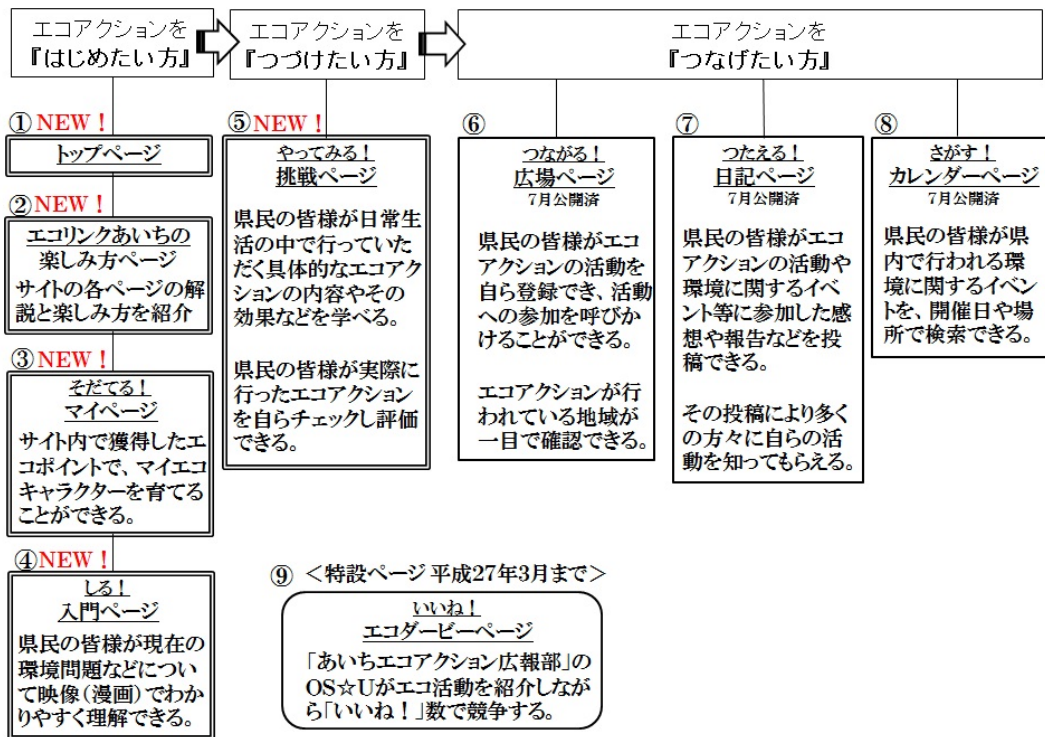 エコアクションを
『はじめたい方』
エコアクションを
『つづけたい方』
エコアクションを
『つなげたい方』
① NEW！
トップページ
② NEW！
エコリンクあいちの
楽しみ方ページ
サイトの各ページの解
説と楽しみ方を紹介
③ NEW！
そだてる！
マイページ
サイト内で獲得したエ
コポイントで、マイエコ
キャラクターを育てる
ことができる。
④ NEW！
しる！
入門ページ
県民の皆様が現在の
環境問題などについ
て映像（漫画）でわか
りやすく理解できる。
⑤ NEW！
やってみる！
挑戦ページ
県民の皆様が日常生
活の中で行っていた
だく具体的なエコアク
ションの内容やその
効果などを学べる。
県民の皆様が実際に
行ったエコアクション
を自らチェックし評価
できる。
⑥
つながる！
広場ページ
7月公開済
県民の皆様がエコ
アクションの活動を
自ら登録でき、活動
への参加を呼びか
けることができる。
エコアクションが行
われている地域が
一目で確認できる。
⑦
つたえる！
日記ページ
7月公開済
県民の皆様がエコ
アクションの活動や
環境に関するイベ
ント等に参加した感
想や報告などを投
稿できる。
その投稿により多く
の方々に自らの活
動を知ってもらえる。
⑧
さがす！
カレンダーページ
7月公開済
県民の皆様が県
内で行われる環
境に関するイベン
トを、開催日や場
所で検索できる。
⑨ ＜特設ページ 平成27年3月まで＞
いいね！
エコダービーページ
「あいちエコアクション広報部」の
OS☆Uがエコ活動を紹介しなが
ら「いいね！」数で競争する。